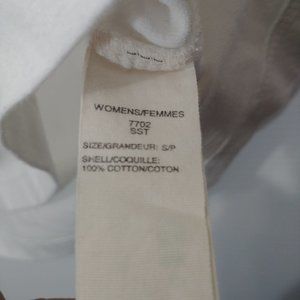 WOMENS/FEMMES
7702
SST
SIZE/GRANDEUR: S/P
SHELL/COQUILLE:
100% COTTON/COTON